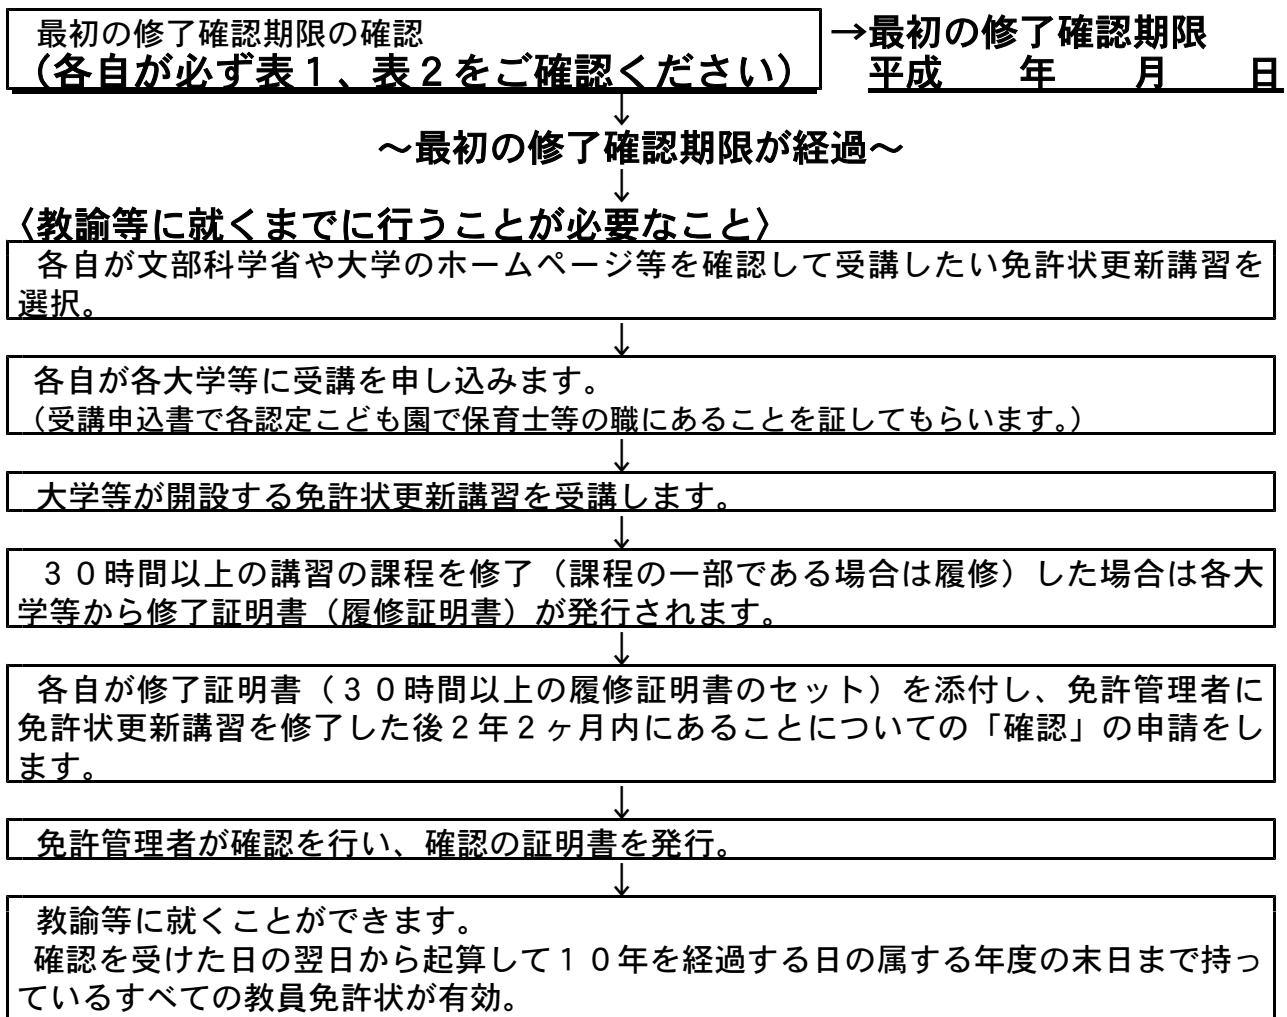 最初の修了確認期限の確認
（各自が必ず表１、表２をご確認ください）
→最初の修了確認期限
平成　　年　　月　　日
↓
～最初の修了確認期限が経過～
↓
〈教諭等に就くまでに行うことが必要なこと〉
各自が文部科学省や大学のホームページ等を確認して受講したい免許状更新講習を
選択。
↓
各自が各大学等に受講を申し込みます。
（受講申込書で各認定こども園で保育士等の職にあることを証してもらいます。）
↓
大学等が開設する免許状更新講習を受講します。
↓
３０時間以上の講習の課程を修了（課程の一部である場合は履修）した場合は各大
学等から修了証明書（履修証明書）が発行されます。
↓
各自が修了証明書（３０時間以上の履修証明書のセット）を添付し、免許管理者に
免許状更新講習を修了した後２年２ヶ月内にあることについての「確認」の申請をし
ます。
↓
免許管理者が確認を行い、確認の証明書を発行。
↓
教諭等に就くことができます。
確認を受けた日の翌日から起算して１０年を経過する日の属する年度の末日まで持っ
ているすべての教員免許状が有効。